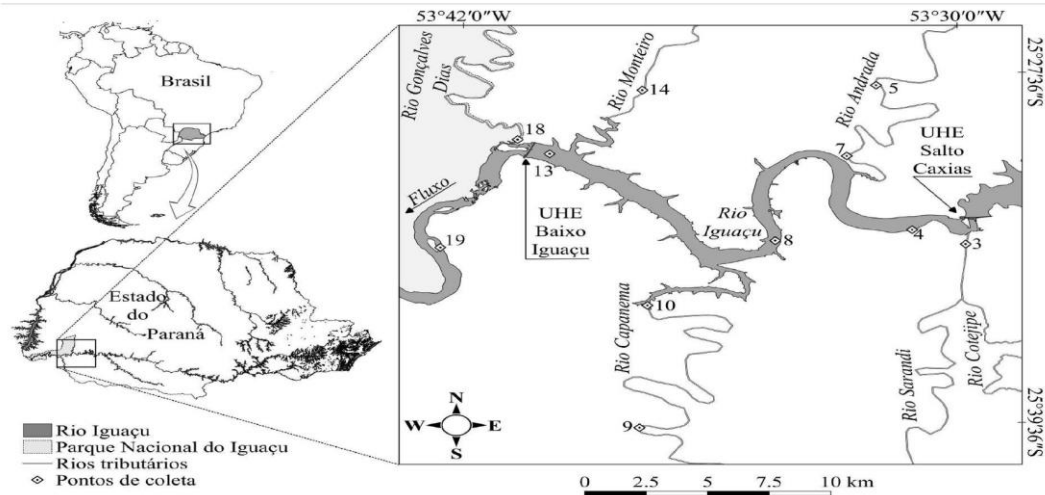 Brasil
Estado
do
Paraná
Rio Iguaçu
Parque Nacional do Iguaçu
Rios tributários
Pontos de coleta
53°42′0″W
53°30′0″W
25°27′36″S
25°39′36″S
Rio Gonçalves
Dias
Rio Monteiro
14
Rio Andrada
5
18
13
7
UHE
Salto
Caxias
Fluxo
UHE
Baixo
Iguaçu
Rio
Iguaçu
8
4
3
19
10
Rio Capanema
Rio Sarandi
Rio Cotejipe
9
N
W
E
S
0
2.5
5
7.5
10 km